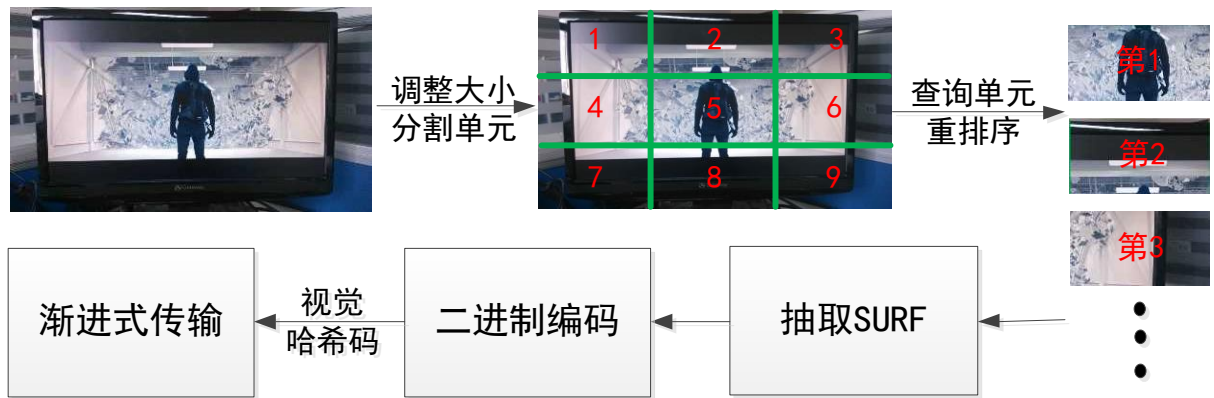 调整大小
分割单元
1
2
3
4
5
6
7
8
9
查询单元
重排序
第1
第2
第3
渐进式传输
视觉
哈希码
二进制编码
抽取SURF